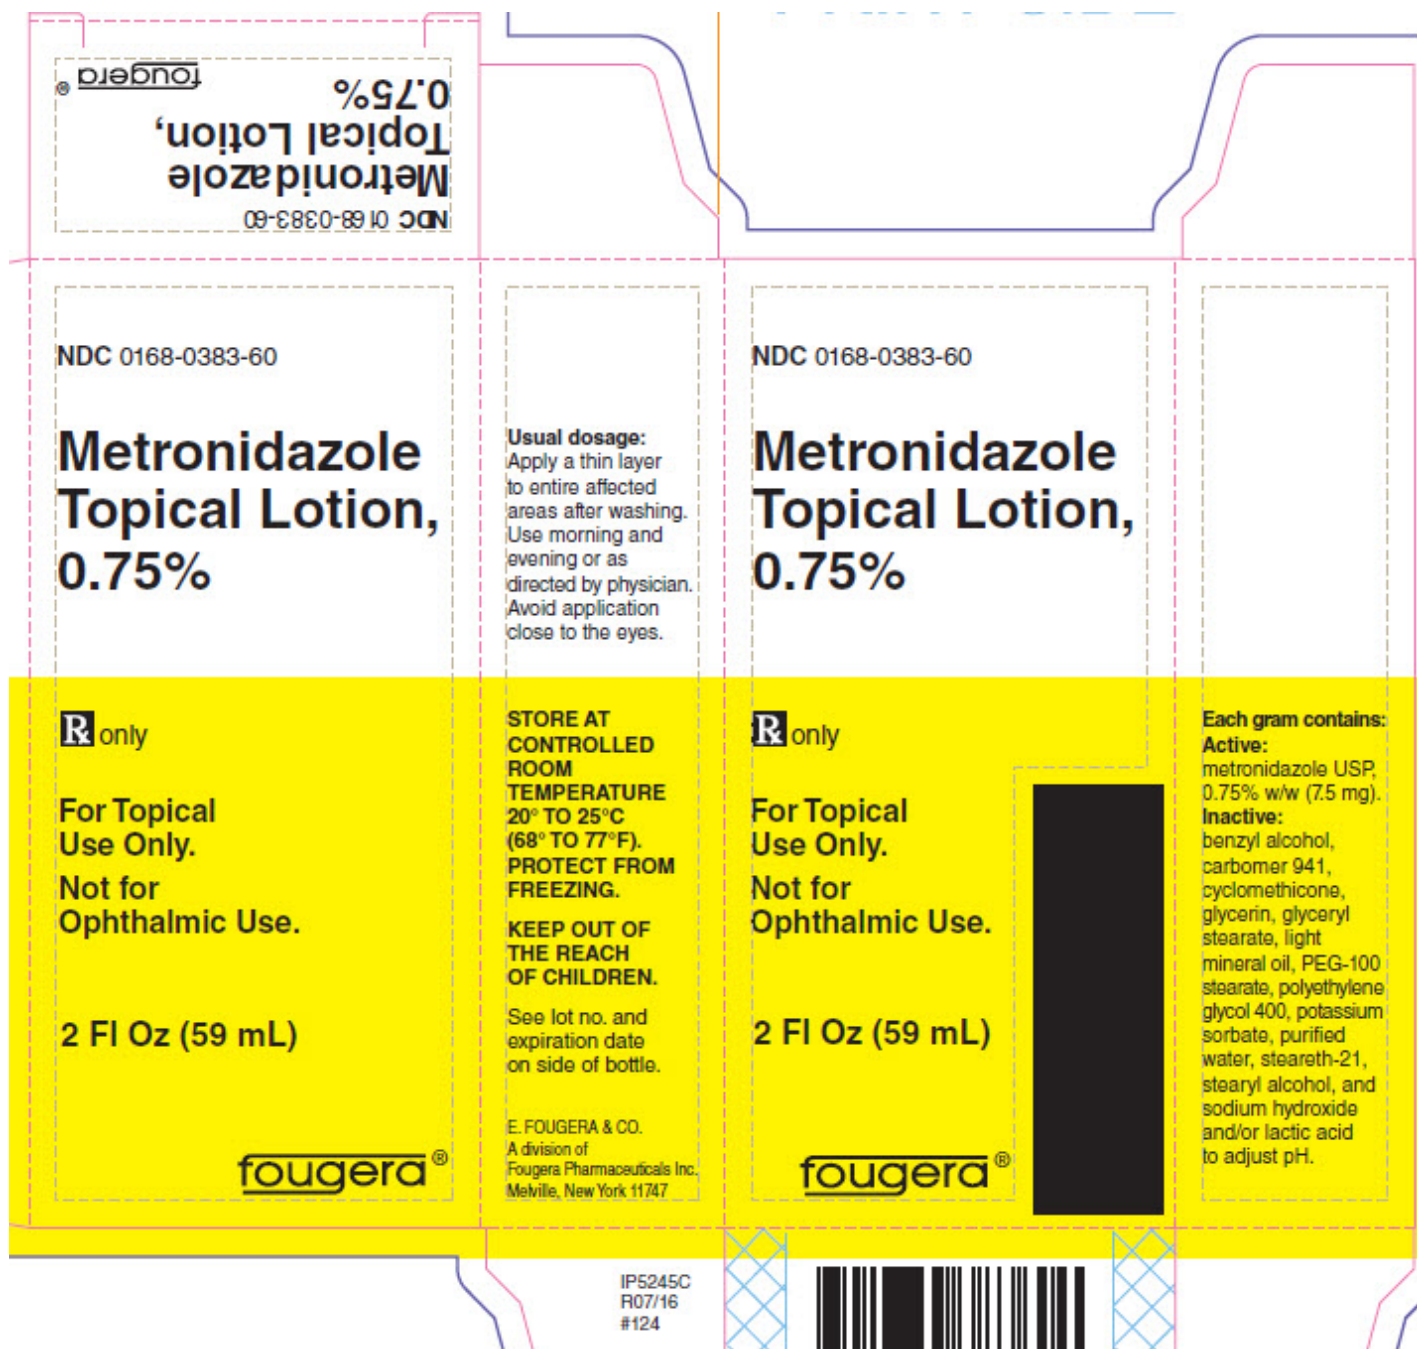 fougera®
Metronidazole
Topical Lotion,
0.75%
NDC 0168-0383-60
NDC 0168-0383-60
Metronidazole
Topical Lotion,
0.75%
Rx only
For Topical
Use Only.
Not for
Ophthalmic Use.
2 Fl Oz (59 mL)
fougera®
Usual dosage:
Apply a thin layer
to entire affected
areas after washing.
Use morning and
evening or as
directed by physician.
Avoid application
close to the eyes.
STORE AT
CONTROLLED
ROOM
TEMPERATURE
20° TO 25°C
(68° TO 77°F).
PROTECT FROM
FREEZING.
KEEP OUT OF
THE REACH
OF CHILDREN.
See lot no. and
expiration date
on side of bottle.
E. FOUGERA & CO.
A division of
Fougera Pharmaceuticals Inc.
Melville, New York 11747
NDC 0168-0383-60
Metronidazole
Topical Lotion,
0.75%
Rx only
For Topical
Use Only.
Not for
Ophthalmic Use.
2 Fl Oz (59 mL)
fougera®
Each gram contains:
Active:
metronidazole USP,
0.75% w/w (7.5 mg).
Inactive:
benzyl alcohol,
carbomer 941,
cyclomethicone,
glycerin, glyceryl
stearate, light
mineral oil, PEG-100
stearate, polyethylene
glycol 400, potassium
sorbate, purified
water, steareth-21,
stearyl alcohol, and
sodium hydroxide
and/or lactic acid
to adjust pH.
IP5245C
R07/16
#124